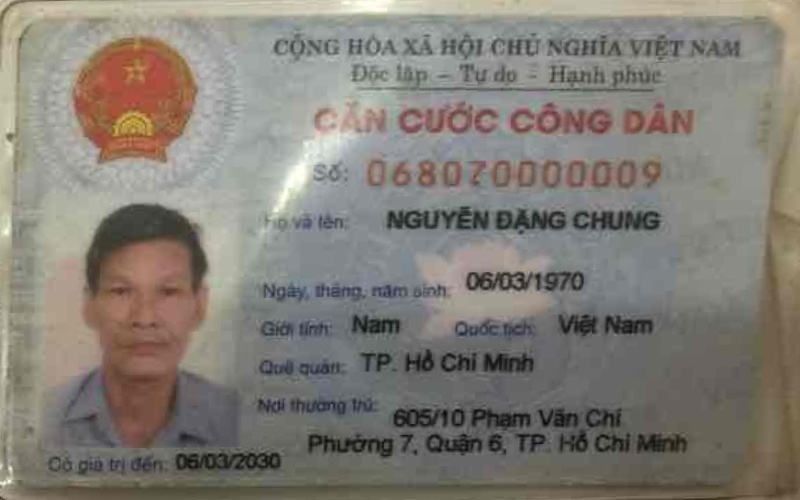 CỘNG HÒA XÃ HỘI CHỦ NGHĨA VIỆT NAM
Độc lập – Tự do – Hạnh phúc
CĂN CƯỚC CÔNG DÂN
Số: 068070000009
Họ và tên: NGUYỄN ĐẶNG CHUNG
Ngày, tháng, năm sinh: 06/03/1970
Giới tính: Nam Quốc tịch: Việt Nam
Quê quán: TP. Hồ Chí Minh
Nơi thường trú: 605/10 Phạm Văn Chí
Phường 7, Quận 6, TP. Hồ Chí Minh
Có giá trị đến: 06/03/2030